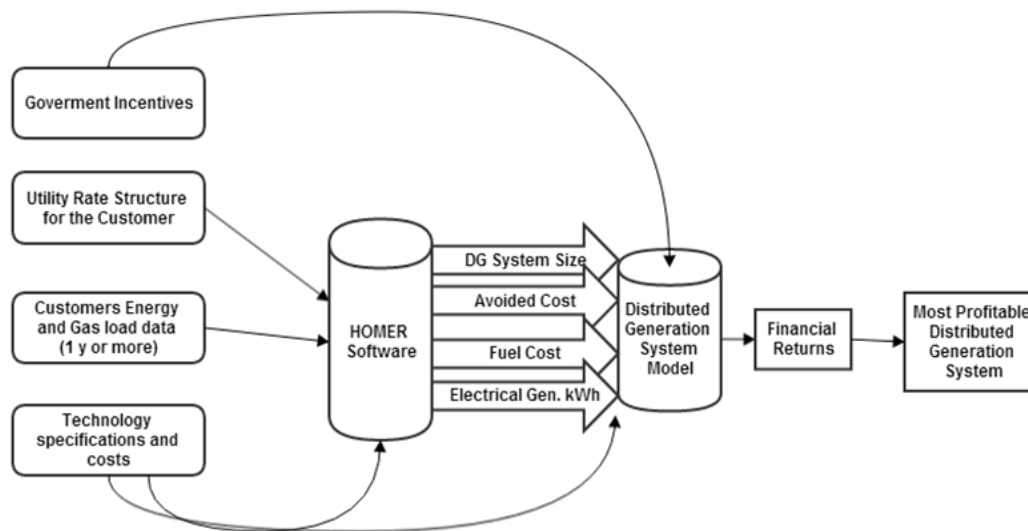 Goverment Incentives
Utility Rate Structure
for the Customer
Customers Energy
and Gas load data
(1 y or more)
Technology
specifications and
costs
HOMER
Software
DG System Size
Avoided Cost
Fuel Cost
Electrical Gen. kWh
Distributed
Generation
System
Model
Financial
Returns
Most Profitable
Distributed
Generation
System